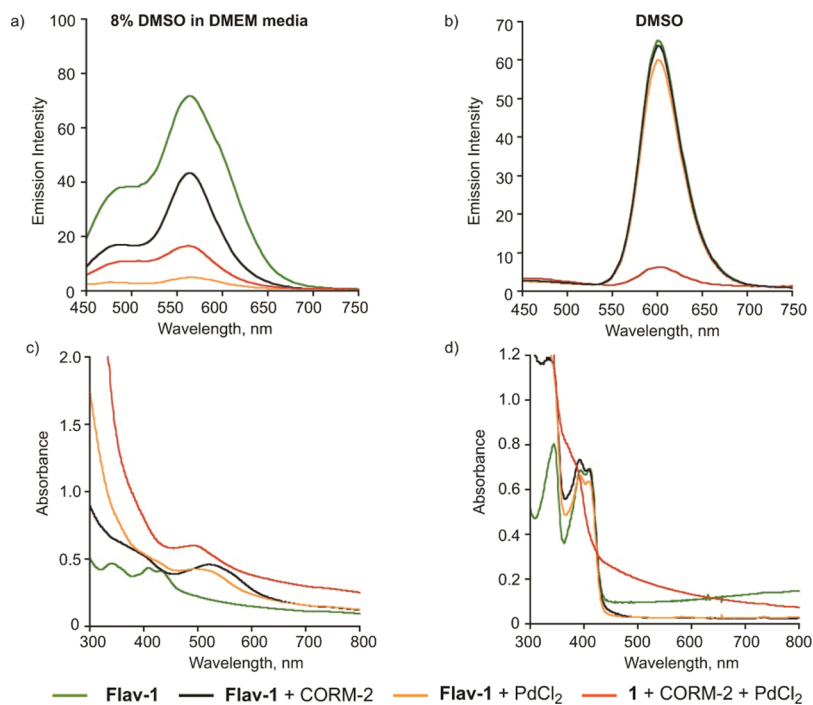 a) 8% DMSO in DMEM media
100
80
60
40
20
0
Emission Intensity
450 500 550 600 650 700 750
Wavelength, nm
b) DMSO
70
60
50
40
30
20
10
0
Emission Intensity
450 500 550 600 650 700 750
Wavelength, nm
c)
2.0
1.5
1.0
0.5
0
Absorbance
300 400 500 600 700 800
Wavelength, nm
d)
1.2
1.0
0.8
0.6
0.4
0.2
0
Absorbance
300 400 500 600 700 800
Wavelength, nm
Flav-1 Flav-1 + CORM-2 Flav-1 + PdCl₂ 1 + CORM-2 + PdCl₂